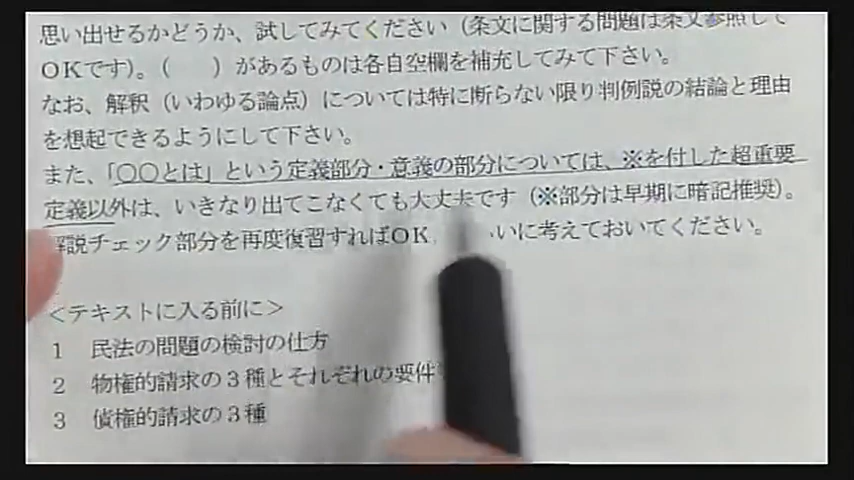 思い出せるかどうか、試してみてください（条文に関する問題は条文参照して
OKです）。（　　）があるものは各自空欄を補充してみて下さい。
なお、解釈（いわゆる論点）については特に断らない限り判例説の結論と理由
を想起できるようにして下さい。
また、「〇〇とは」という定義部分・意義の部分については、※を付した超重要
定義以外は、いきなり出てこなくても大丈夫です（※部分は早期に暗記推奨）。
説チェック部分を再度復習すればOK いに考えておいてください。
＜テキストに入る前に＞
1　民法の問題の検討の仕方
2　物権的請求の3種とそれぞれの要件
3　債権的請求の3種